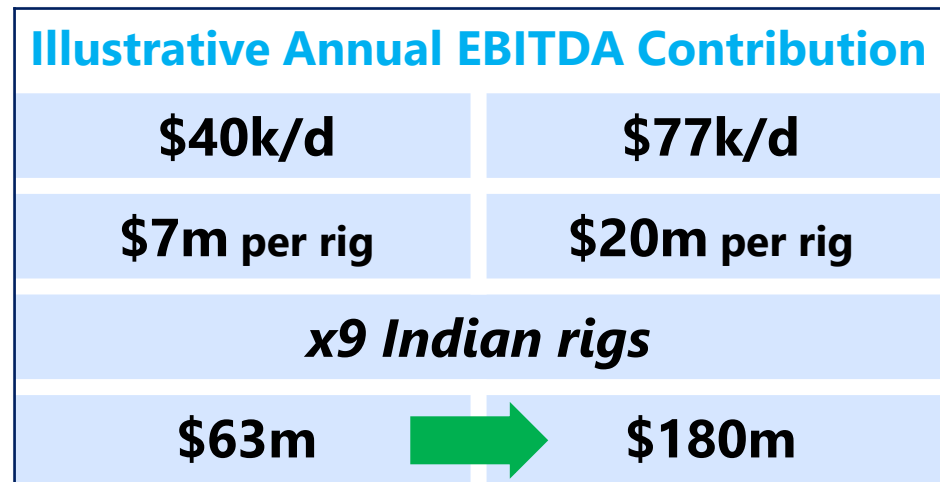 Illustrative Annual EBITDA Contribution
$40k/d $77k/d
$7m per rig $20m per rig
x9 Indian rigs
$63m $180m